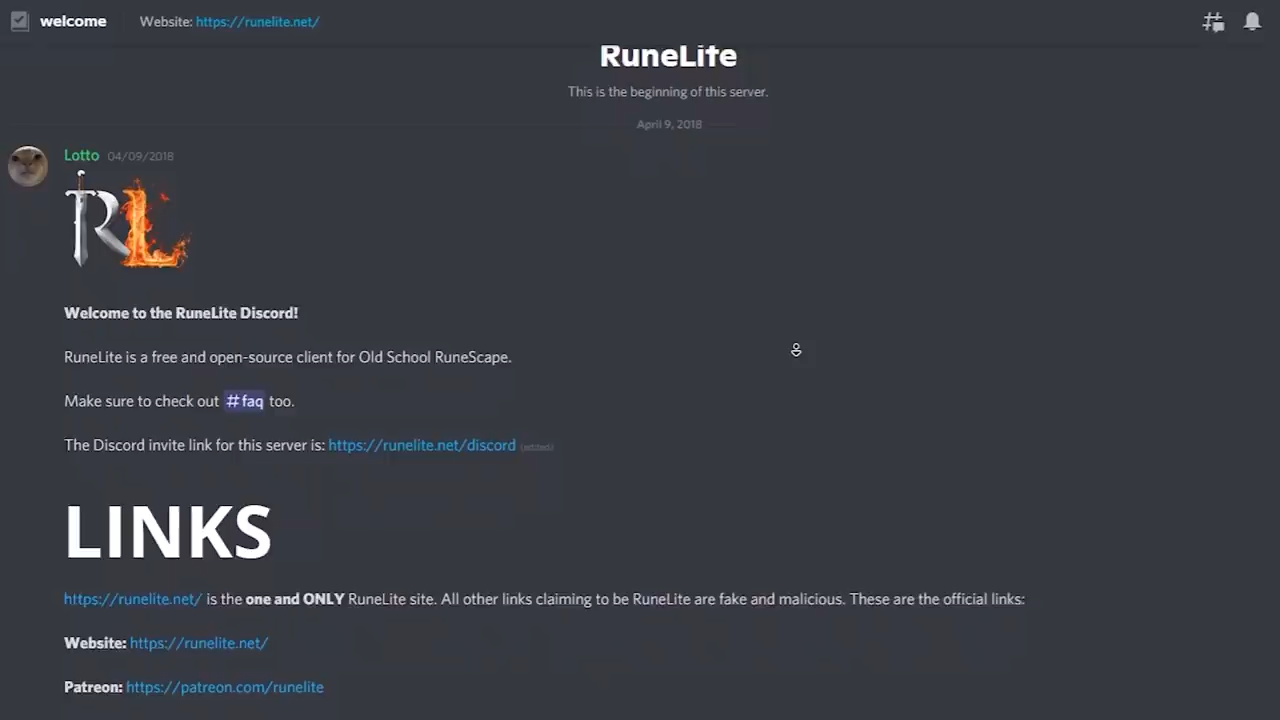 welcome Website: https://runelite.net/
RuneLite
This is the beginning of this server.
April 9, 2018
Lotto 04/09/2018
RL
Welcome to the RuneLite Discord!
RuneLite is a free and open-source client for Old School RuneScape.
Make sure to check out #faq too.
The Discord invite link for this server is: https://runelite.net/discord (edited)
LINKS
https://runelite.net/ is the one and ONLY RuneLite site. All other links claiming to be RuneLite are fake and malicious. These are the official links:
Website: https://runelite.net/
Patreon: https://patreon.com/runelite